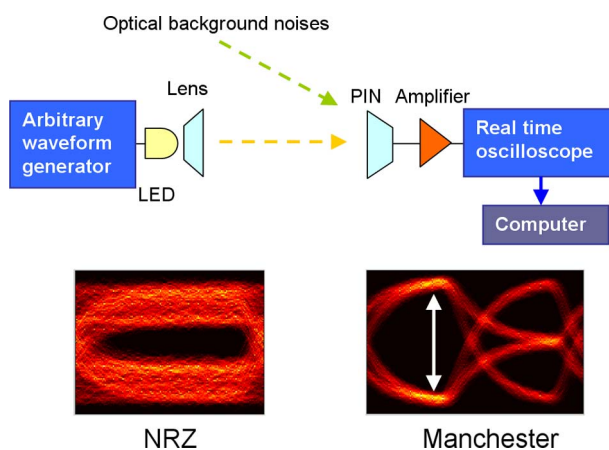 Optical background noises
Lens
PIN
Amplifier
Arbitrary
waveform
generator
LED
Real time
oscilloscope
Computer
NRZ
Manchester